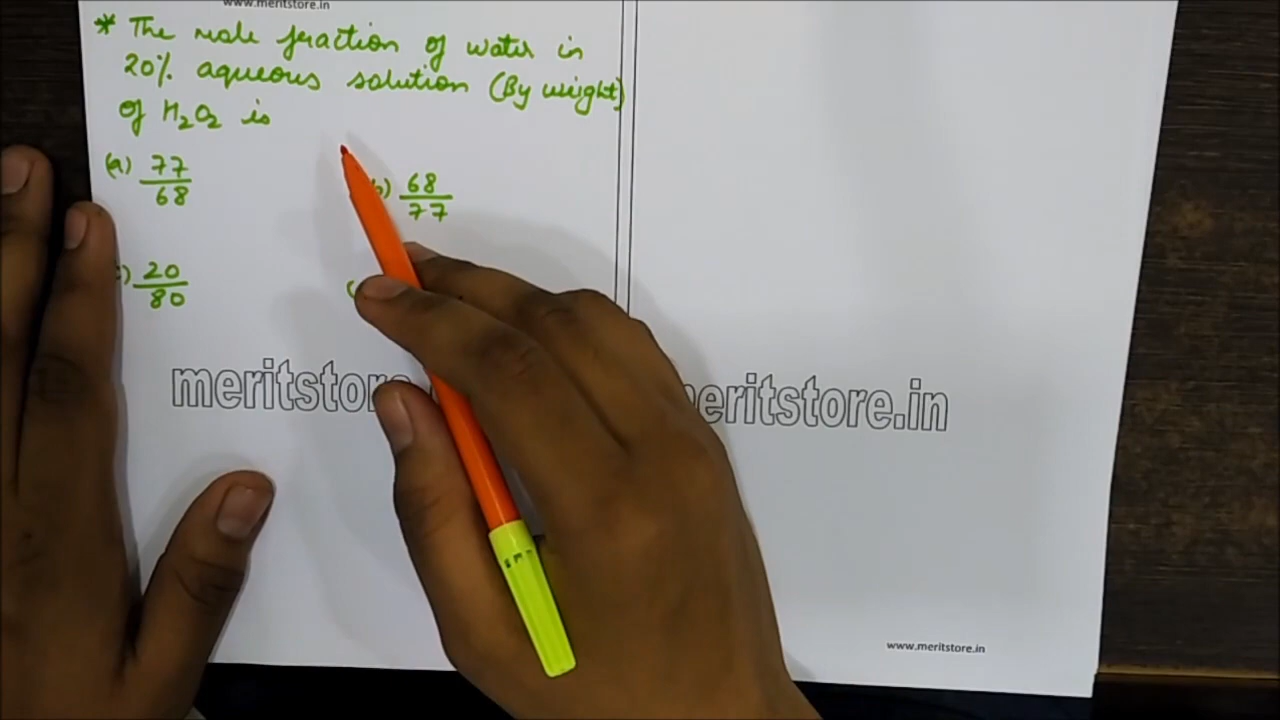 www.meritstore.in
* The mole fraction of water in
20% aqueous solution (By weight)
of H₂O₂ is
(a) 77/68
b) 68/77
) 20/80
(
meritstore
meritstore.in
www.meritstore.in